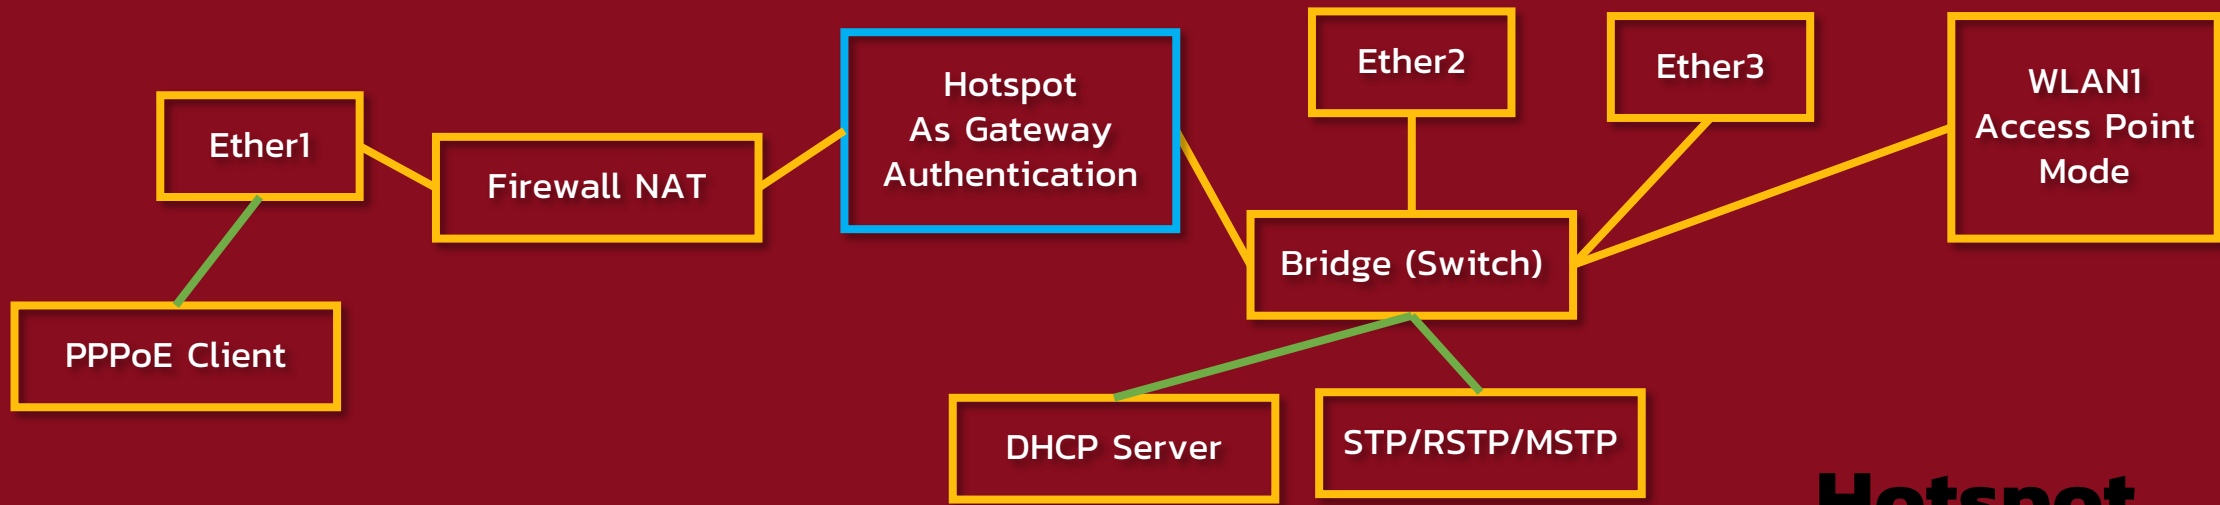 Ether1
Firewall NAT
PPPoE Client
Hotspot
As Gateway
Authentication
Ether2
Ether3
WLAN1
Access Point
Mode
Bridge (Switch)
DHCP Server
STP/RSTP/MSTP
Hotspot